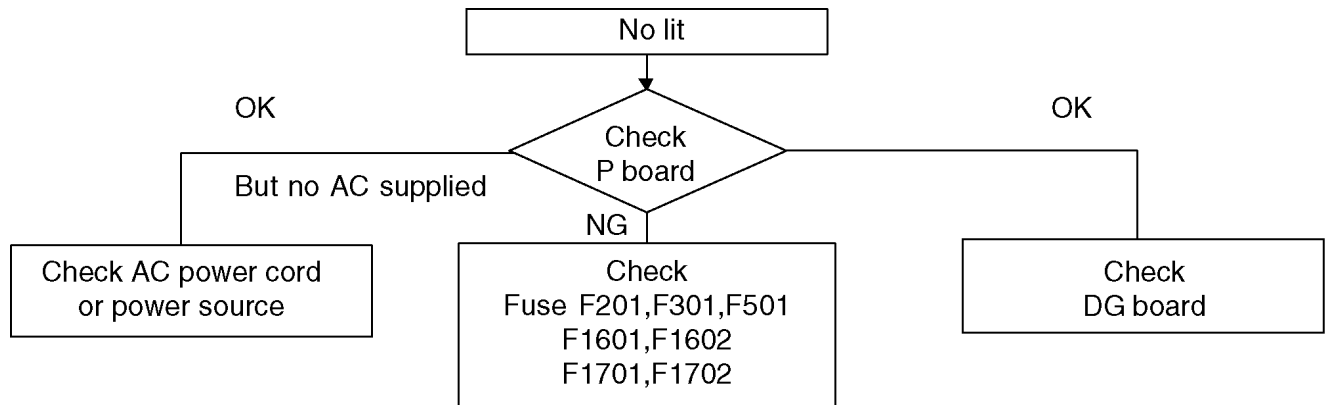 No lit
OK
OK
Check
P board
But no AC supplied
NG
Check AC power cord
or power source
Check
Fuse F201,F301,F501
F1601,F1602
F1701,F1702
Check
DG board